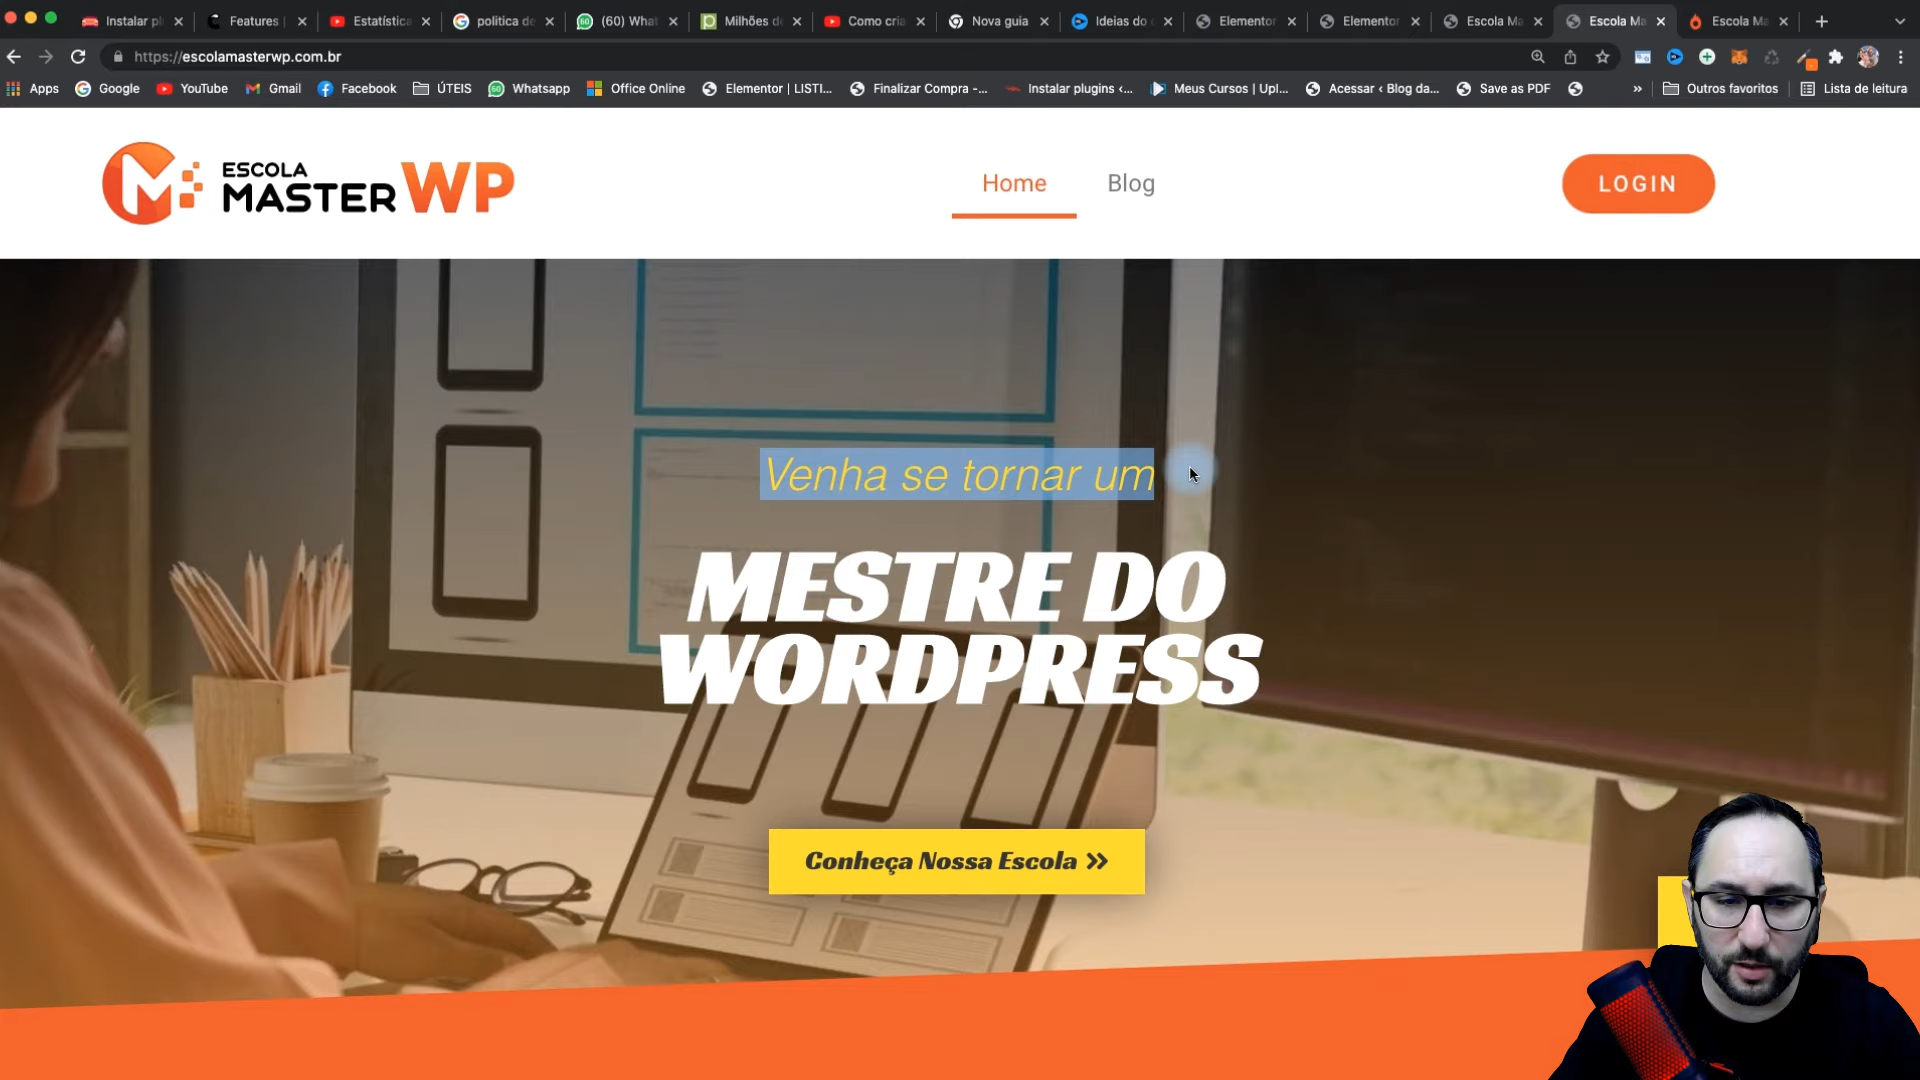 Instalar pl
Features |
Estatística
politica de
(60) What
Milhões de
Como cria
Nova guia
Ideias do c
Elementor
Elementor
Escola Ma
Escola Ma
Escola Ma
https://escolamasterwp.com.br
Apps
Google
YouTube
Gmail
Facebook
ÚTEIS
Whatsapp
Office Online
Elementor | LISTI...
Finalizar Compra -...
Instalar plugins <...
Meus Cursos | Upl...
Acessar < Blog da...
Save as PDF
»
Outros favoritos
Lista de leitura
ESCOLA
MASTER WP
Home
Blog
LOGIN
Venha se tornar um
MESTRE DO
WORDPRESS
Conheça Nossa Escola »